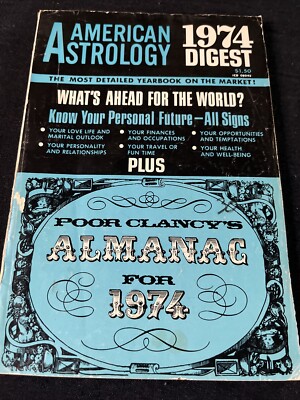 AMERICAN ASTROLOGY
1974 DIGEST
$1.50
THE MOST DETAILED YEARBOOK ON THE MARKET!
WHAT'S AHEAD FOR THE WORLD?
Know Your Personal Future—All Signs
• YOUR LOVE LIFE AND MARITAL OUTLOOK
• YOUR FINANCES AND OCCUPATIONS
• YOUR OPPORTUNITIES AND TEMPTATIONS
• YOUR PERSONALITY AND RELATIONSHIPS
• YOUR TRAVEL OR FUN TIME
• YOUR HEALTH AND WELL-BEING
PLUS
POOR CLANCY'S
ALMANAC
FOR
1974